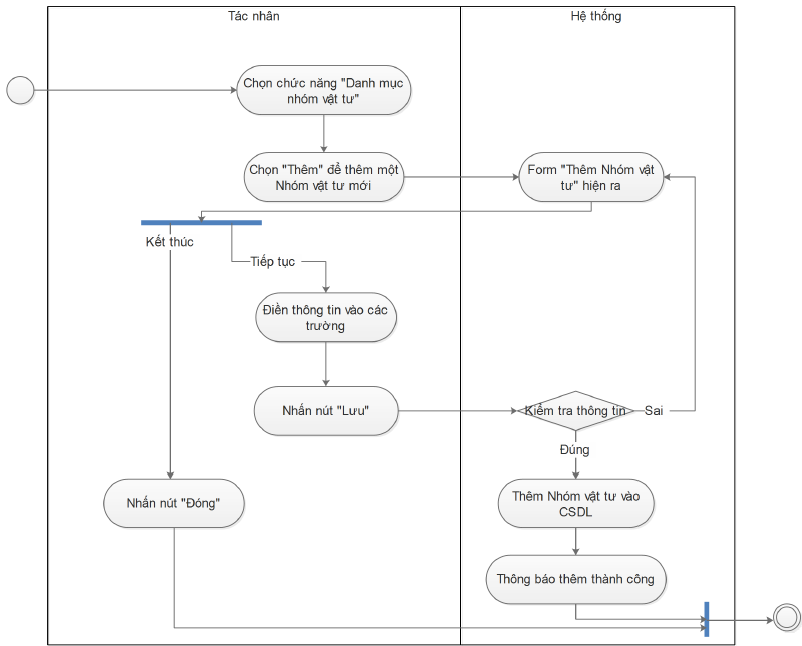 Tác nhân
Hệ thống
Chọn chức năng "Danh mục
nhóm vật tư"
Chọn "Thêm" để thêm một
Nhóm vật tư mới
Form "Thêm Nhóm vật
tư" hiện ra
Kết thúc
Tiếp tục
Điền thông tin vào các
trường
Nhấn nút "Lưu"
Kiểm tra thông tin
Sai
Đúng
Nhấn nút "Đóng"
Thêm Nhóm vật tư vào
CSDL
Thông báo thêm thành công